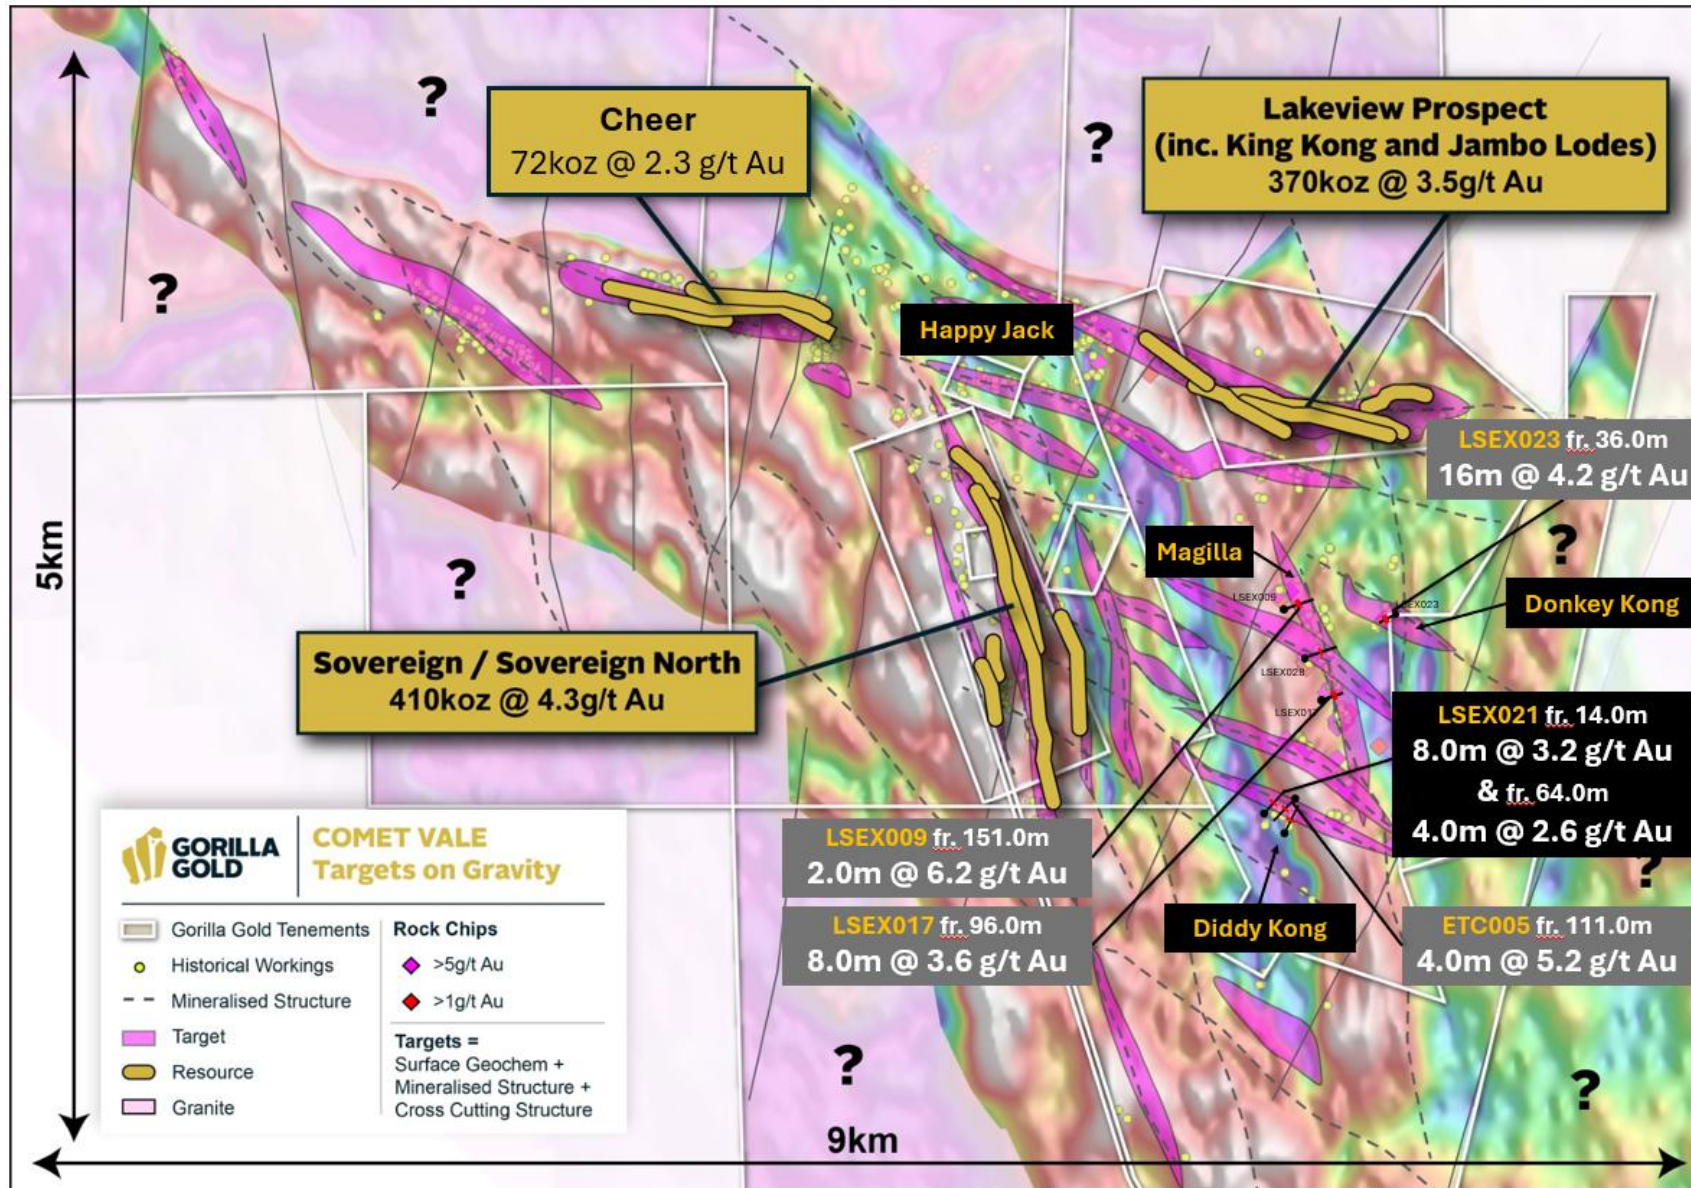 ?
Cheer
72koz @ 2.3 g/t Au
?
Lakeview Prospect
(inc. King Kong and Jambo Lodes)
370koz @ 3.5g/t Au
?
Happy Jack
LSEX023 fr. 36.0m
16m @ 4.2 g/t Au
5km
?
Magilla
?
LSEX009
LSEX023
Donkey Kong
Sovereign / Sovereign North
410koz @ 4.3g/t Au
LSEX028
LSEX017
LSEX021 fr. 14.0m
8.0m @ 3.2 g/t Au
& fr. 64.0m
4.0m @ 2.6 g/t Au
?
LSEX009 fr. 151.0m
2.0m @ 6.2 g/t Au
LSEX017 fr. 96.0m
8.0m @ 3.6 g/t Au
Diddy Kong
ETC005 fr. 111.0m
4.0m @ 5.2 g/t Au
GORILLA
GOLD
COMET VALE
Targets on Gravity
Gorilla Gold Tenements
Historical Workings
Mineralised Structure
Target
Resource
Granite
Rock Chips
>5g/t Au
>1g/t Au
Targets =
Surface Geochem +
Mineralised Structure +
Cross Cutting Structure
?
?
9km